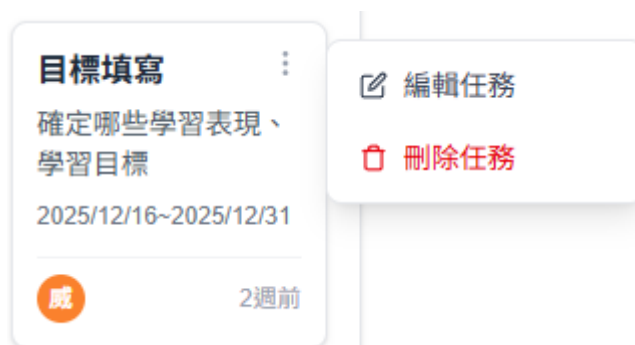 目標填寫
確定哪些學習表現、
學習目標
2025/12/16~2025/12/31
威
2週前
編輯任務
刪除任務